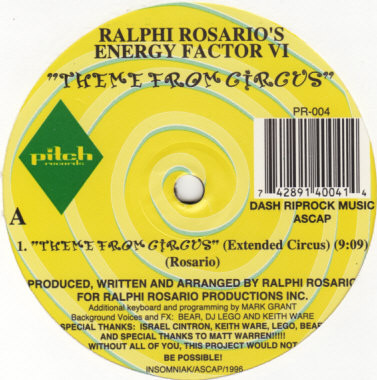 RALPHI ROSARIO'S
ENERGY FACTOR VI
"THEME FROM CIRCUS"
PR-004
pitch
records
7 42891 40041 4
DASH RIPROCK MUSIC
ASCAP
A
1. "THEME FROM CIRCUS" (Extended Circus) (9:09)
(Rosario)
PRODUCED, WRITTEN AND ARRANGED BY RALPHI ROSARIO
FOR RALPHI ROSARIO PRODUCTIONS INC.
Additional keyboard and programming by MARK GRANT
Background Voices and FX: BEAR, DJ LEGO AND KEITH WARE
SPECIAL THANKS: ISRAEL CINTRON, KEITH WARE, LEGO, BEAR
AND SPECIAL THANKS TO MATT WARREN!!!!!
WITHOUT ALL OF YOU, THIS PROJECT WOULD NOT
BE POSSIBLE!
INSOMNIAK/ASCAP/1996